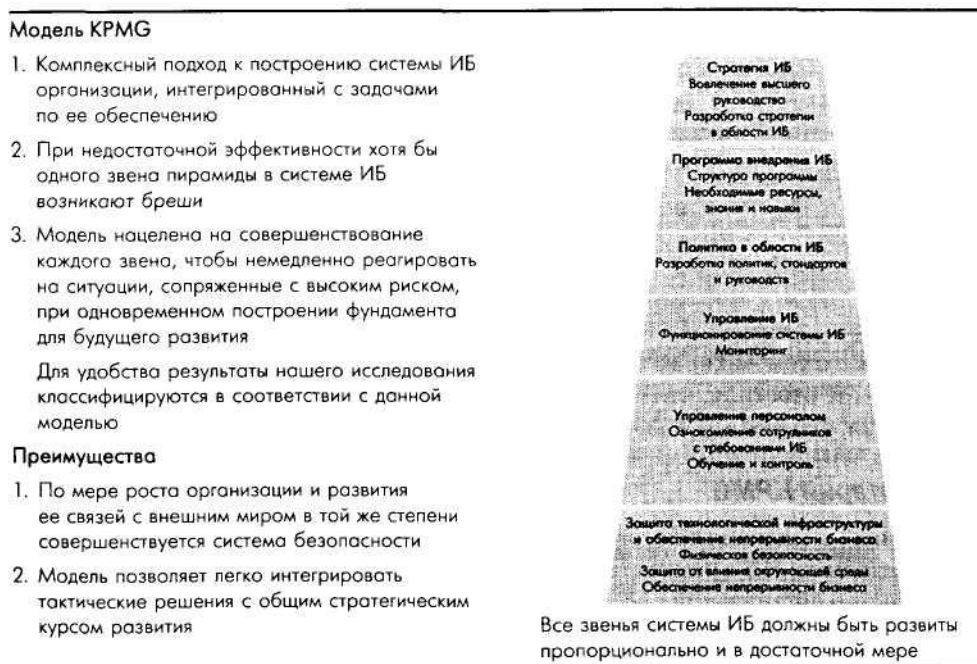 Модель KPMG
1. Комплексный подход к построению системы ИБ
организации, интегрированный с задачами
по ее обеспечению
2. При недостаточной эффективности хотя бы
одного звена пирамиды в системе ИБ
возникают бреши
3. Модель нацелена на совершенствование
каждого звена, чтобы немедленно реагировать
на ситуации, сопряженные с высоким риском,
при одновременном построении фундамента
для будущего развития
Для удобства результаты нашего исследования
классифицируются в соответствии с данной
моделью
Преимущества
1. По мере роста организации и развития
ее связей с внешним миром в той же степени
совершенствуется система безопасности
2. Модель позволяет легко интегрировать
тактические решения с общим стратегическим
курсом развития
Стратегия ИБ
Вовлечение высшего
руководства
Разработка стратегии
в области ИБ
Программа внедрения ИБ
Структура программы
Необходимые ресурсы,
знания и навыки
Политика в области ИБ
Разработка политик, стандартов
и руководств
Управление ИБ
Функционирование системы ИБ
Мониторинг
Управление персоналом
Ознакомление сотрудников
с требованиями ИБ
Обучение и контроль
Защита технологической инфраструктуры
и обеспечение непрерывности бизнеса
Физическая безопасность
Защита от влияния окружающей среды
Обеспечение непрерывности бизнеса
Все звенья системы ИБ должны быть развиты
пропорционально и в достаточной мере